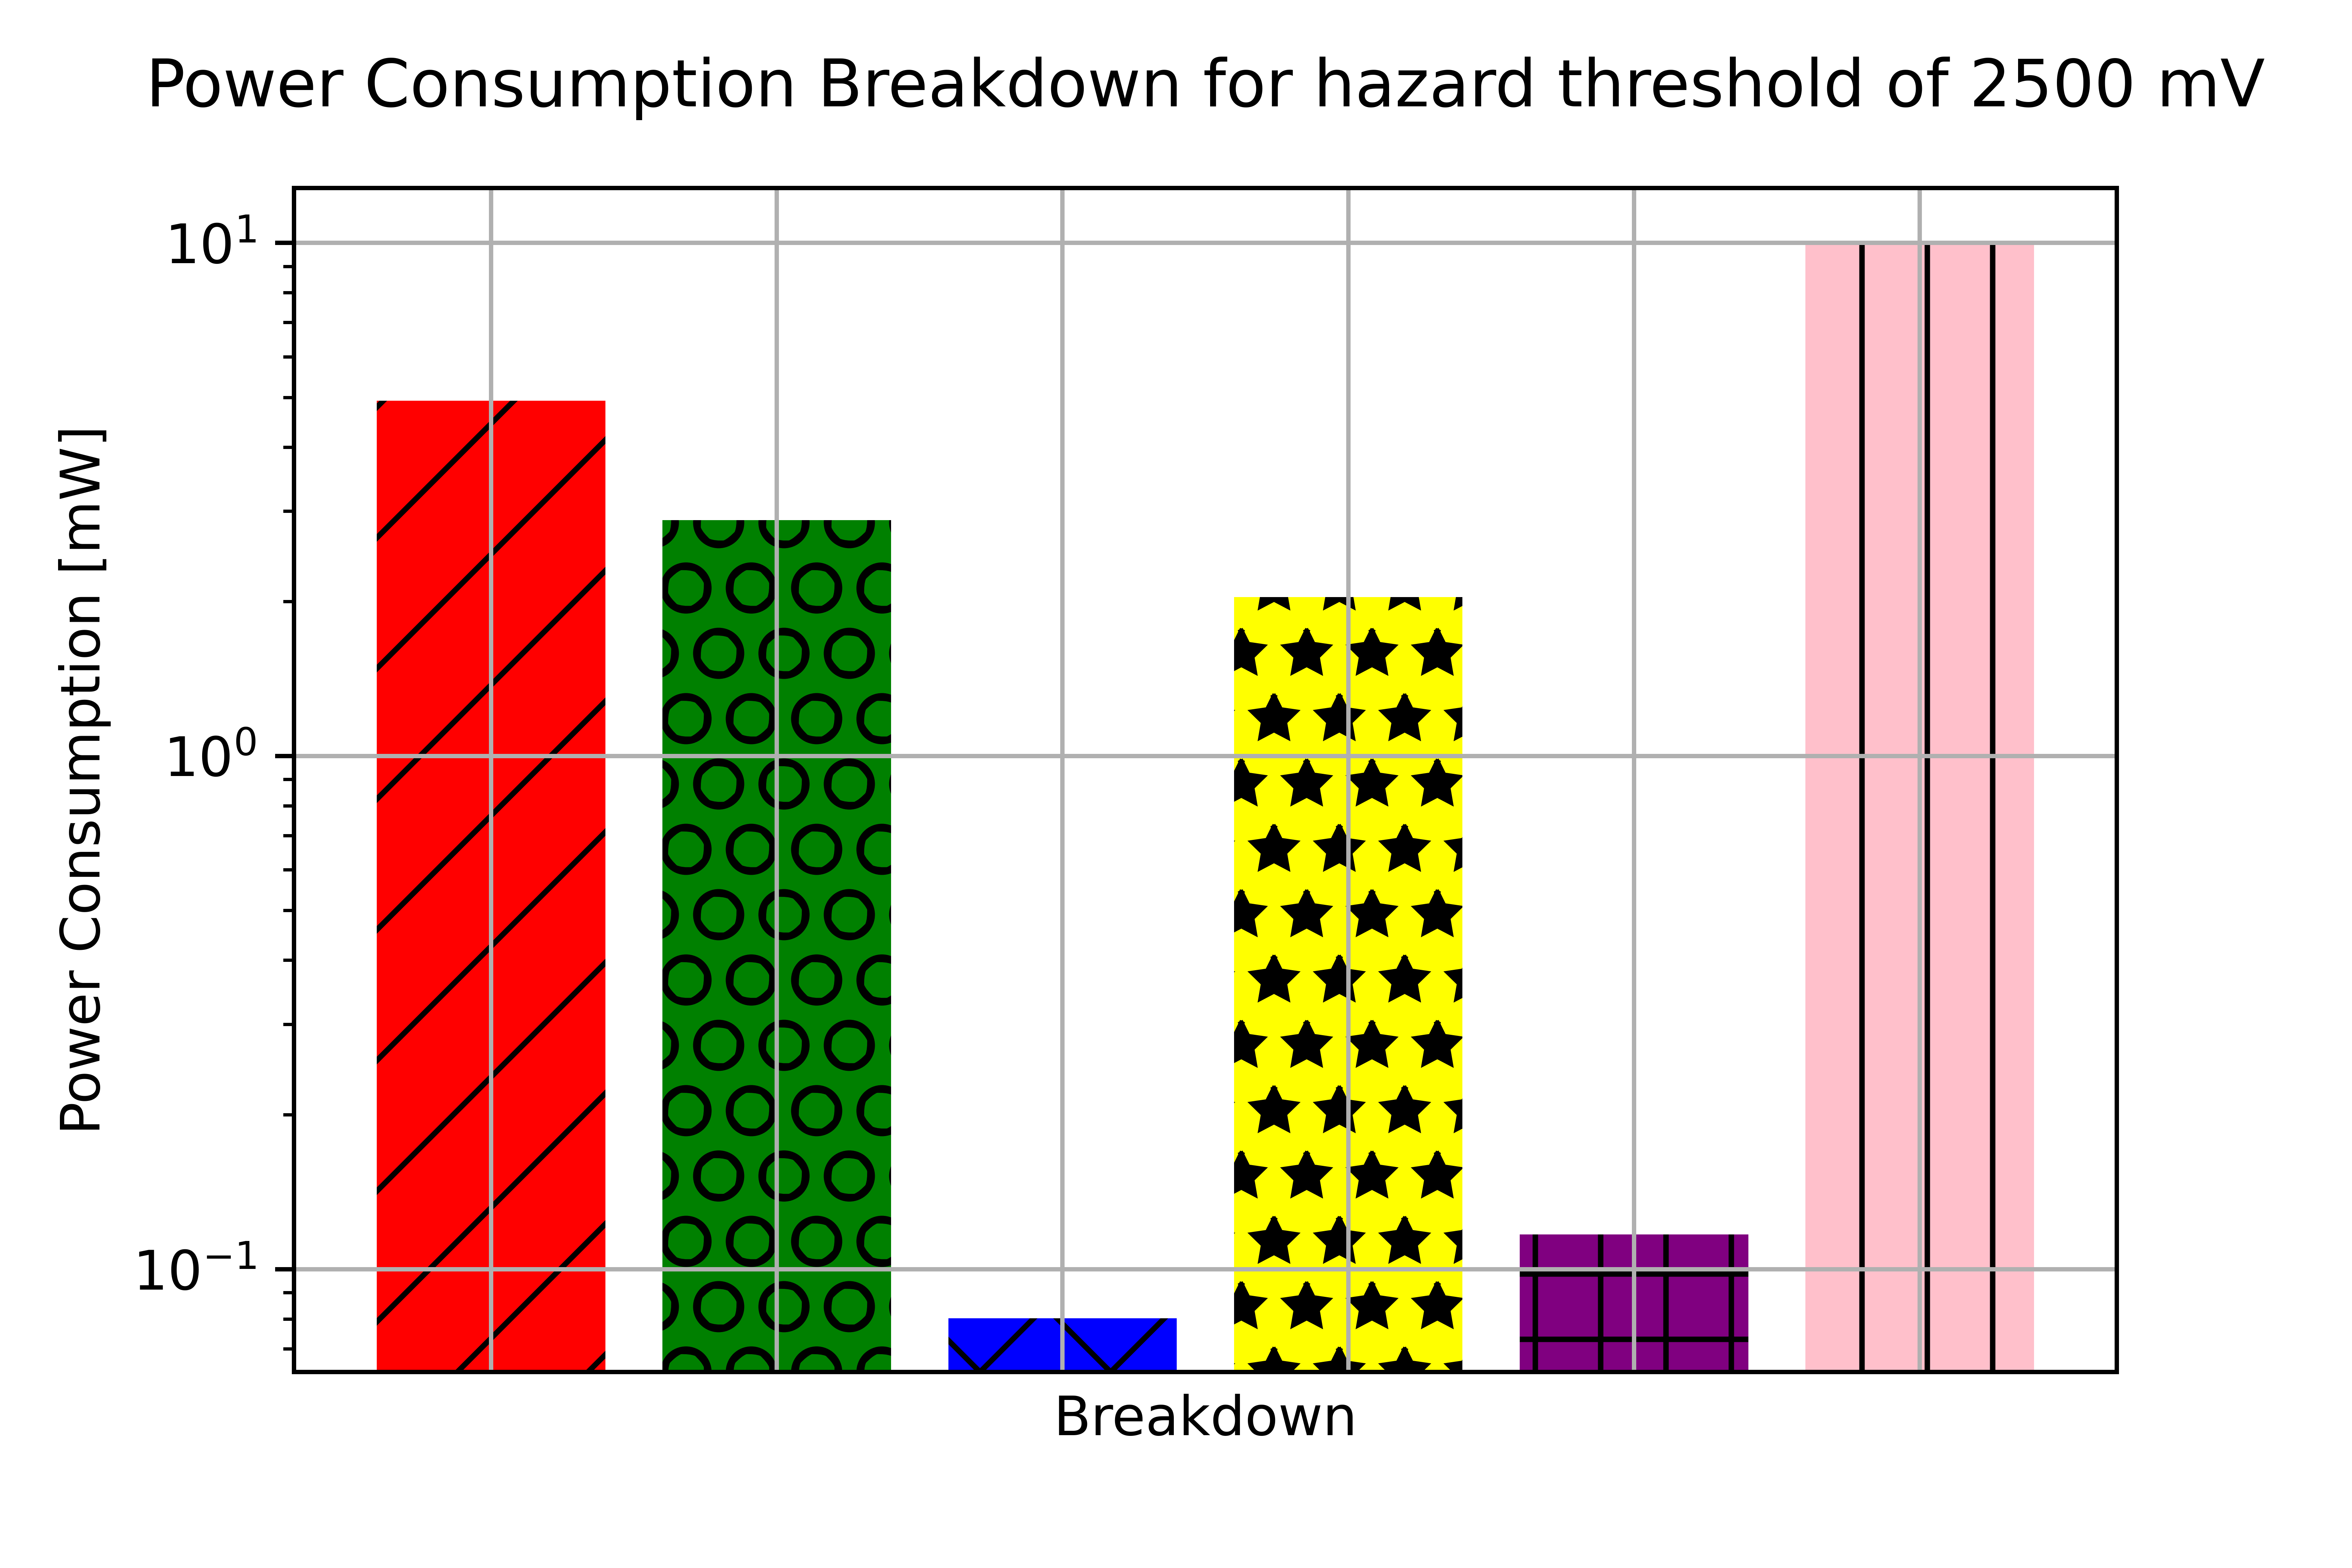 Power Consumption Breakdown for hazard threshold of 2500 mV
Power Consumption [mW]
10¹
10⁰
10⁻¹
Breakdown